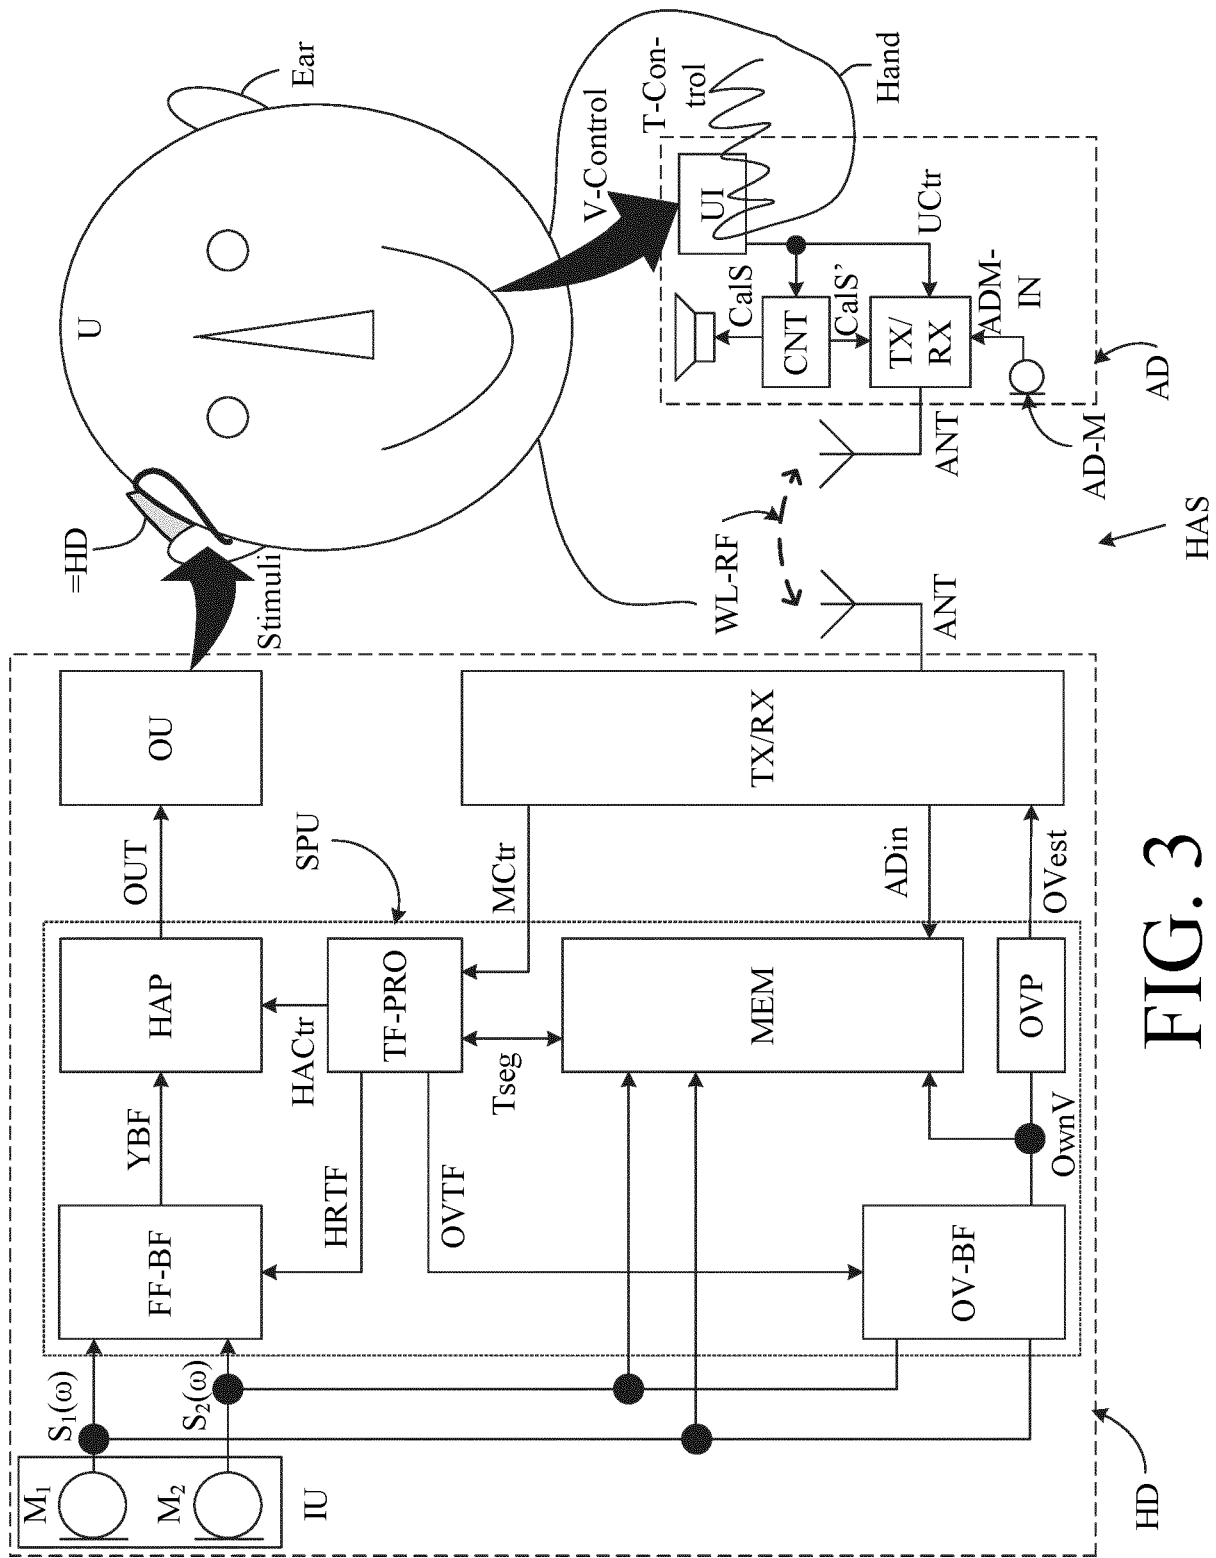 M₁
M₂
IU
S₁(ω)
S₂(ω)
FF-BF
YBF
HAP
OUT
OU
Stimuli
=HD
U
Ear
HRTF
OVTF
HACtr
TF-PRO
SPU
MCtr
Tseg
MEM
ADin
TX/RX
OV-BF
OwnV
OVP
OVest
HD
ANT
WL-RF
ANT
V-Control
T-Con-
trol
Hand
UI
UCtr
CalS
CNT
CalS’
TX/
RX
ADM-
IN
AD-M
AD
HAS
FIG. 3